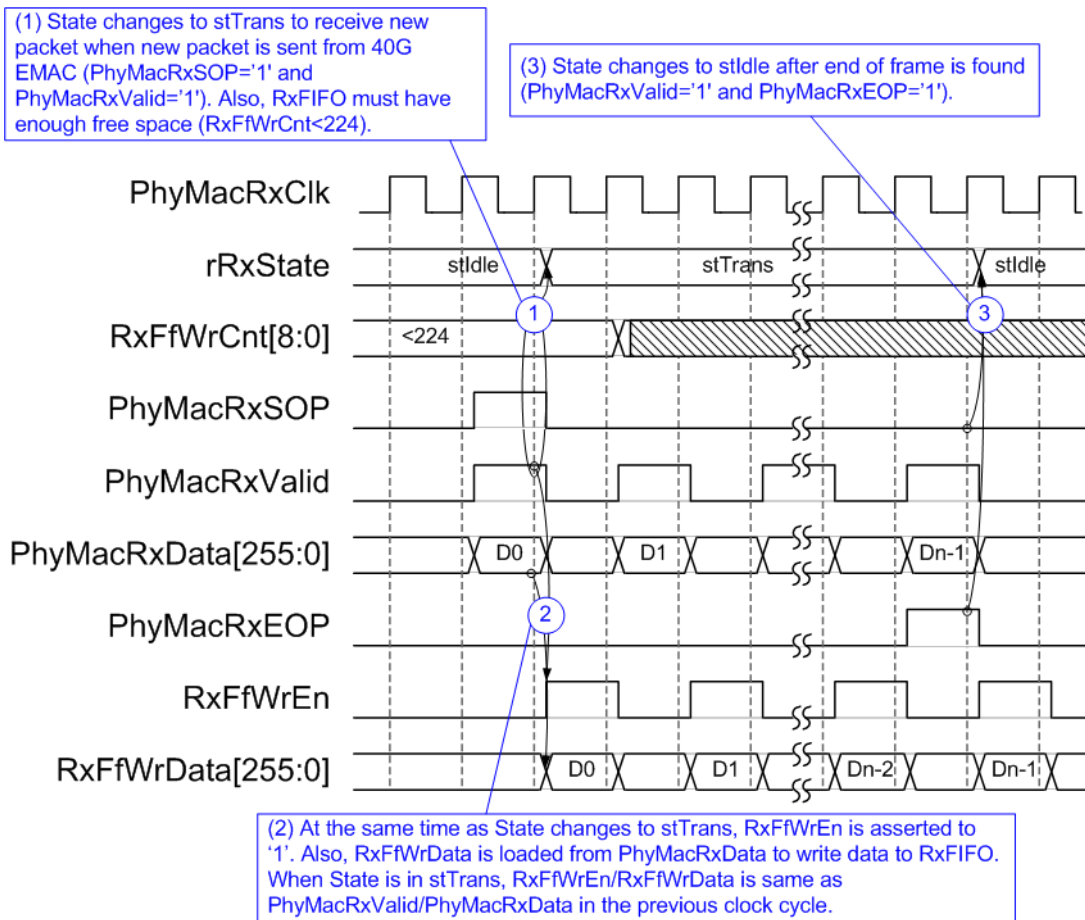 (1) State changes to stTrans to receive new
packet when new packet is sent from 40G
EMAC (PhyMacRxSOP='1' and
PhyMacRxValid='1'). Also, RxFIFO must have
enough free space (RxFfWrCnt<224).
(3) State changes to stIdle after end of frame is found
(PhyMacRxValid='1' and PhyMacRxEOP='1').
PhyMacRxClk
rRxState
stIdle
stTrans
stIdle
RxFfWrCnt[8:0]
<224
1
3
PhyMacRxSOP
PhyMacRxValid
PhyMacRxData[255:0]
D0
D1
Dn-1
PhyMacRxEOP
2
RxFfWrEn
RxFfWrData[255:0]
D0
D1
Dn-2
Dn-1
(2) At the same time as State changes to stTrans, RxFfWrEn is asserted to
'1'. Also, RxFfWrData is loaded from PhyMacRxData to write data to RxFIFO.
When State is in stTrans, RxFfWrEn/RxFfWrData is same as
PhyMacRxValid/PhyMacRxData in the previous clock cycle.